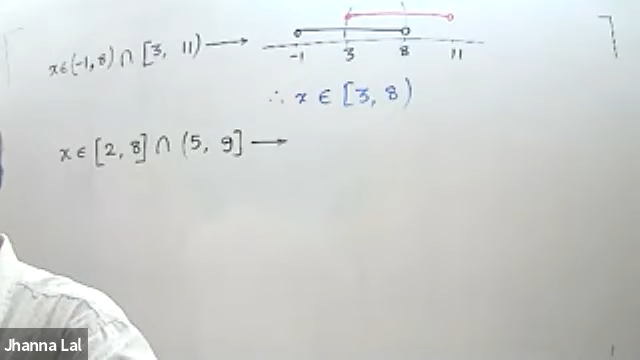 x ∈ (-1, 8) ∩ [3, 11) →
-1 3 8 11
∴ x ∈ [3, 8)
x ∈ [2, 8] ∩ (5, 9] →
Jhanna Lal